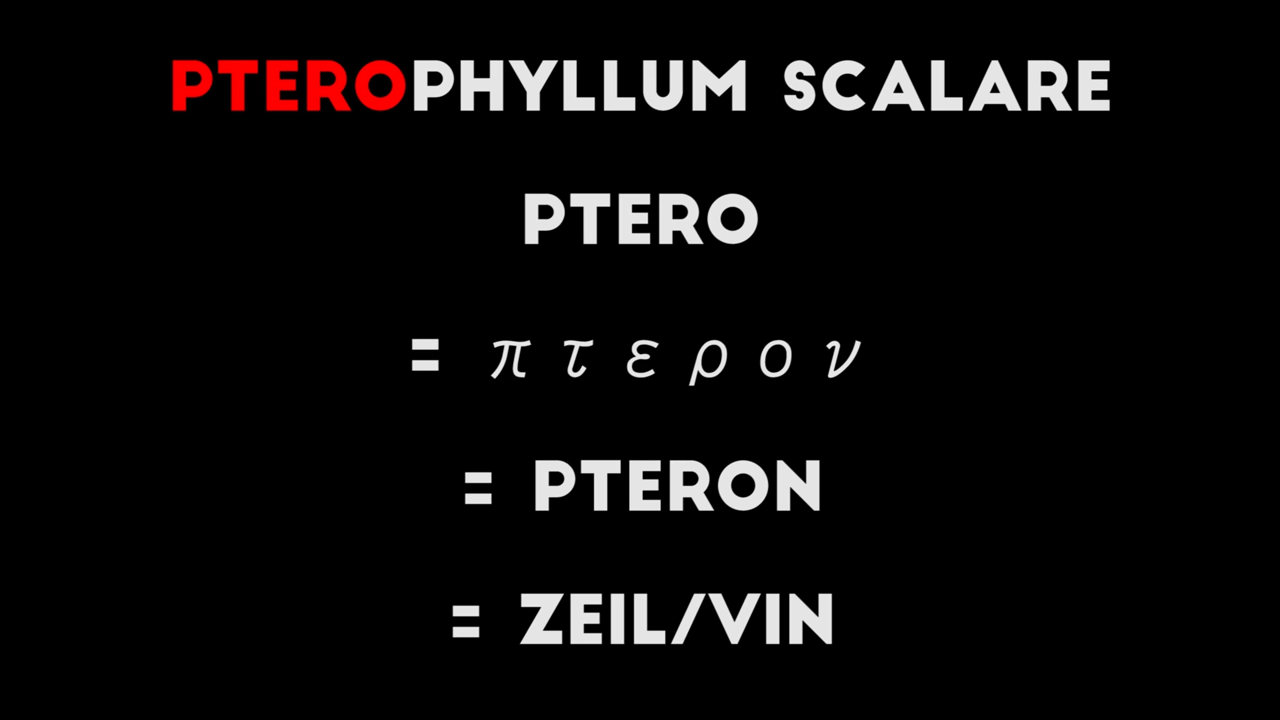 PTEROPHYLLUM SCALARE
PTERO
= π τ ε ρ ο ν
= PTERON
= ZEIL/VIN